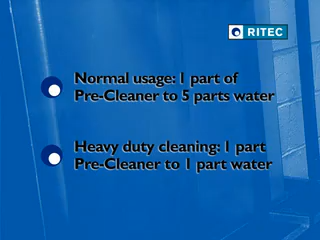 RITEC
Normal usage: 1 part of
Pre-Cleaner to 5 parts water
Heavy duty cleaning: 1 part
Pre-Cleaner to 1 part water